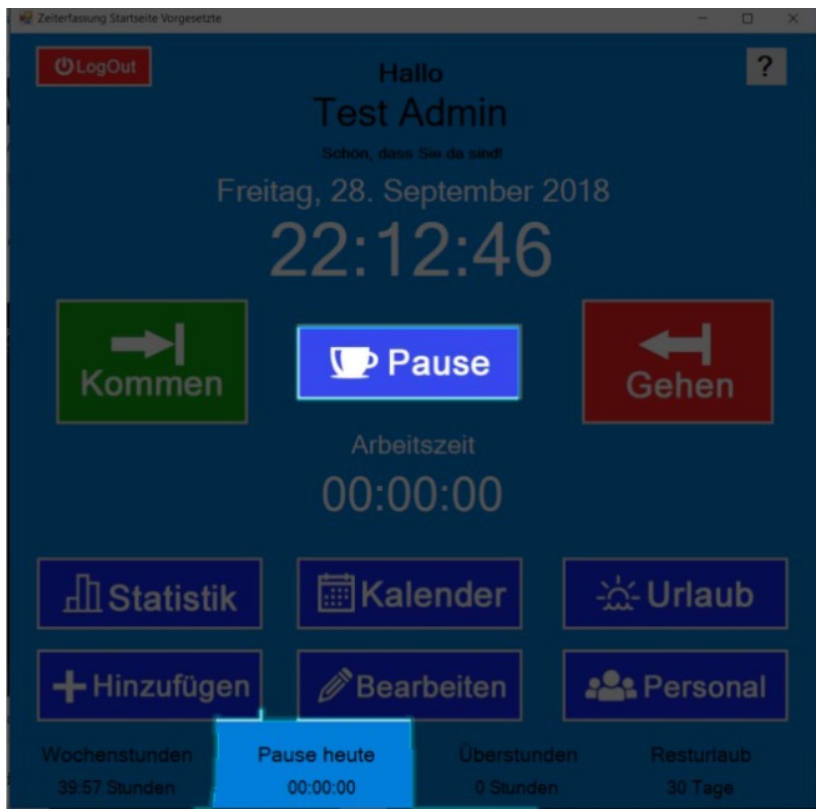 Zeiterfassung Startseite Vorgesetzte
LogOut
?
Hallo
Test Admin
Schön, dass Sie da sind!
Freitag, 28. September 2018
22:12:46
Kommen
Pause
Gehen
Arbeitszeit
00:00:00
Statistik
Kalender
Urlaub
Hinzufügen
Bearbeiten
Personal
Wochenstunden
Pause heute
Überstunden
Resturlaub
39:57 Stunden
00:00:00
0 Stunden
30 Tage